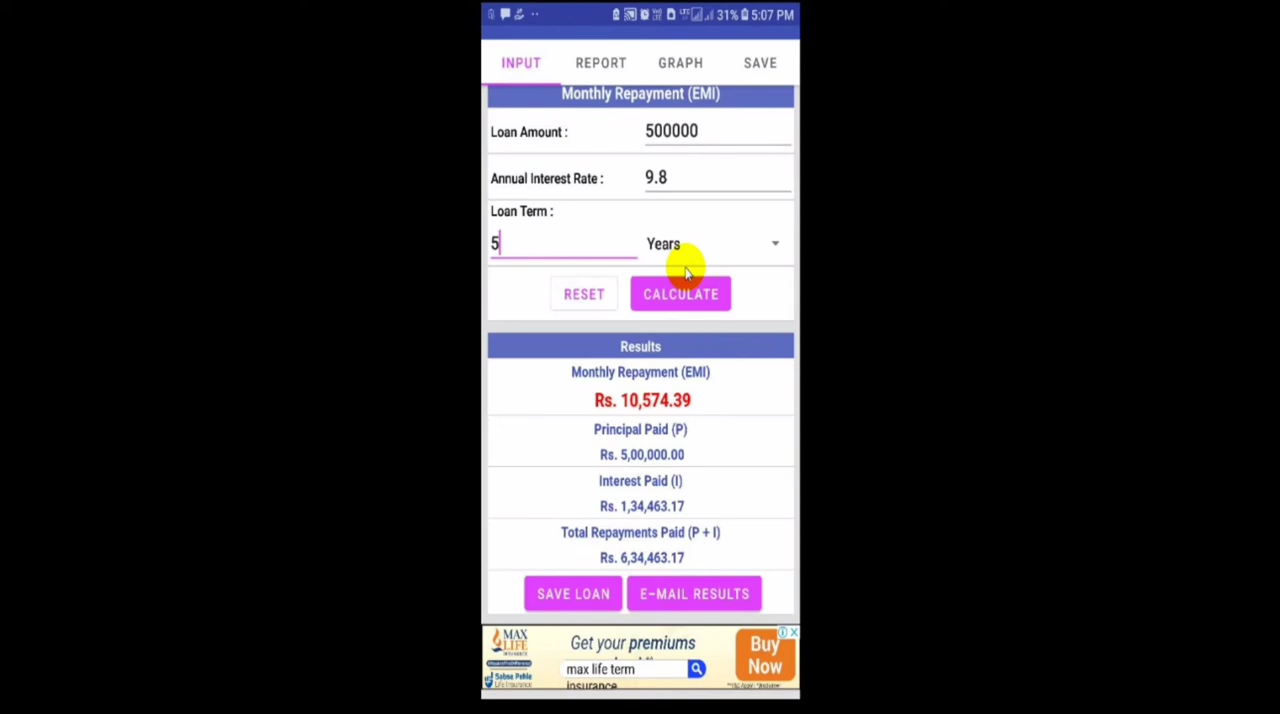 31% 5:07 PM
INPUT REPORT GRAPH SAVE
Monthly Repayment (EMI)
Loan Amount : 500000
Annual Interest Rate : 9.8
Loan Term :
5 Years
RESET CALCULATE
Results
Monthly Repayment (EMI)
Rs. 10,574.39
Principal Paid (P)
Rs. 5,00,000.00
Interest Paid (I)
Rs. 1,34,463.17
Total Repayments Paid (P + I)
Rs. 6,34,463.17
SAVE LOAN E-MAIL RESULTS
MAX
LIFE
Get your premiums
max life term
insurance
Buy
Now